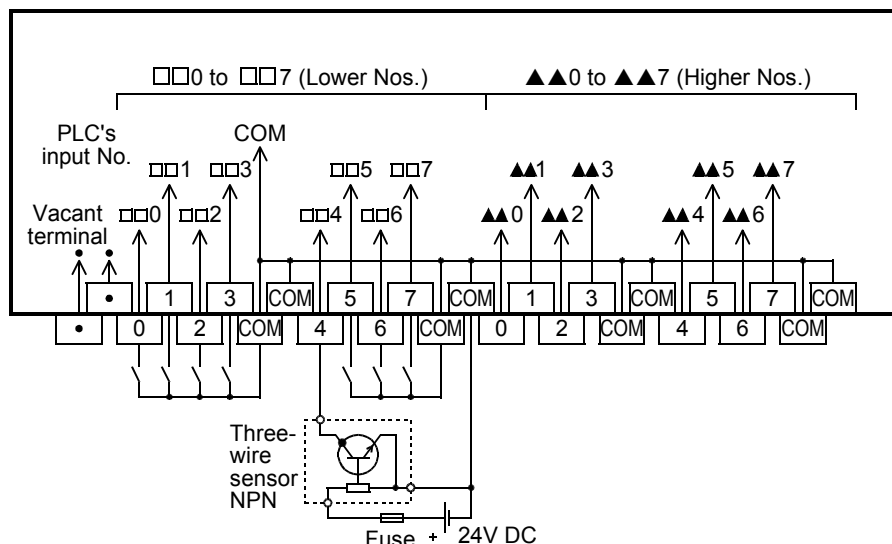 □□0 to □□7 (Lower Nos.) ▲▲0 to ▲▲7 (Higher Nos.)
PLC's
input No.
COM
□□1 □□3 □□5 □□7 ▲▲1 ▲▲3 ▲▲5 ▲▲7
Vacant
terminal
□□0 □□2 □□4 □□6 ▲▲0 ▲▲2 ▲▲4 ▲▲6
• •
• 1 3 COM 5 7 COM 1 3 COM 5 7 COM
• 0 2 COM 4 6 COM 0 2 COM 4 6 COM
Three-
wire
sensor
NPN
Fuse + 24V DC